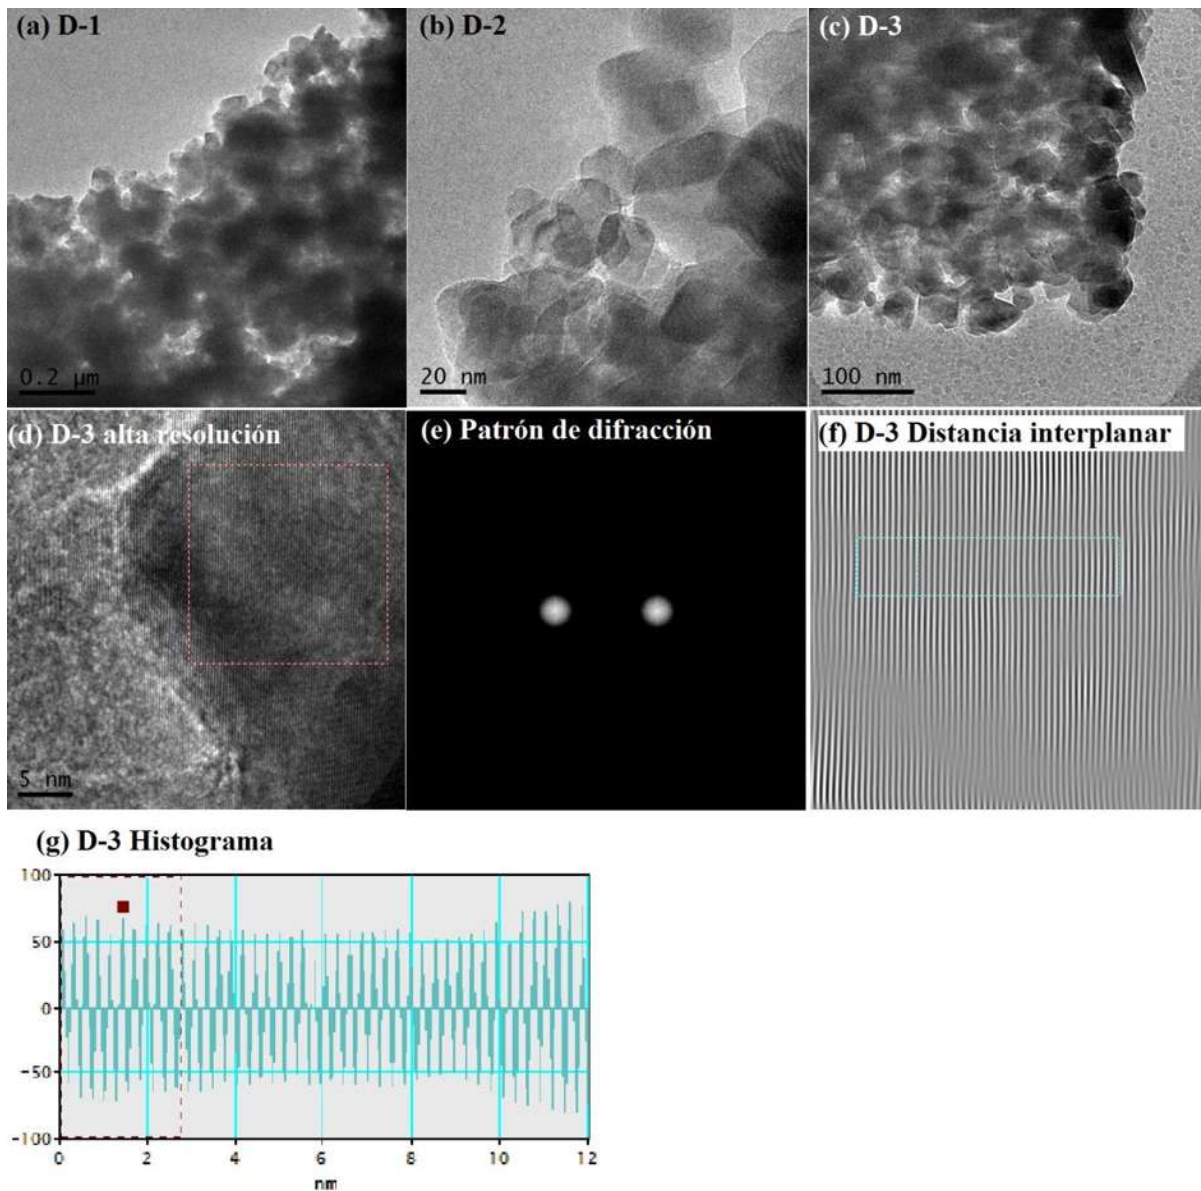 (a) D-1
(b) D-2
(c) D-3
0.2 µm
20 nm
100 nm
(d) D-3 alta resolución
(e) Patrón de difracción
(f) D-3 Distancia interplanar
5 nm
(g) D-3 Histograma
100
50
0
-50
-100
0 2 4 6 8 10 12
nm